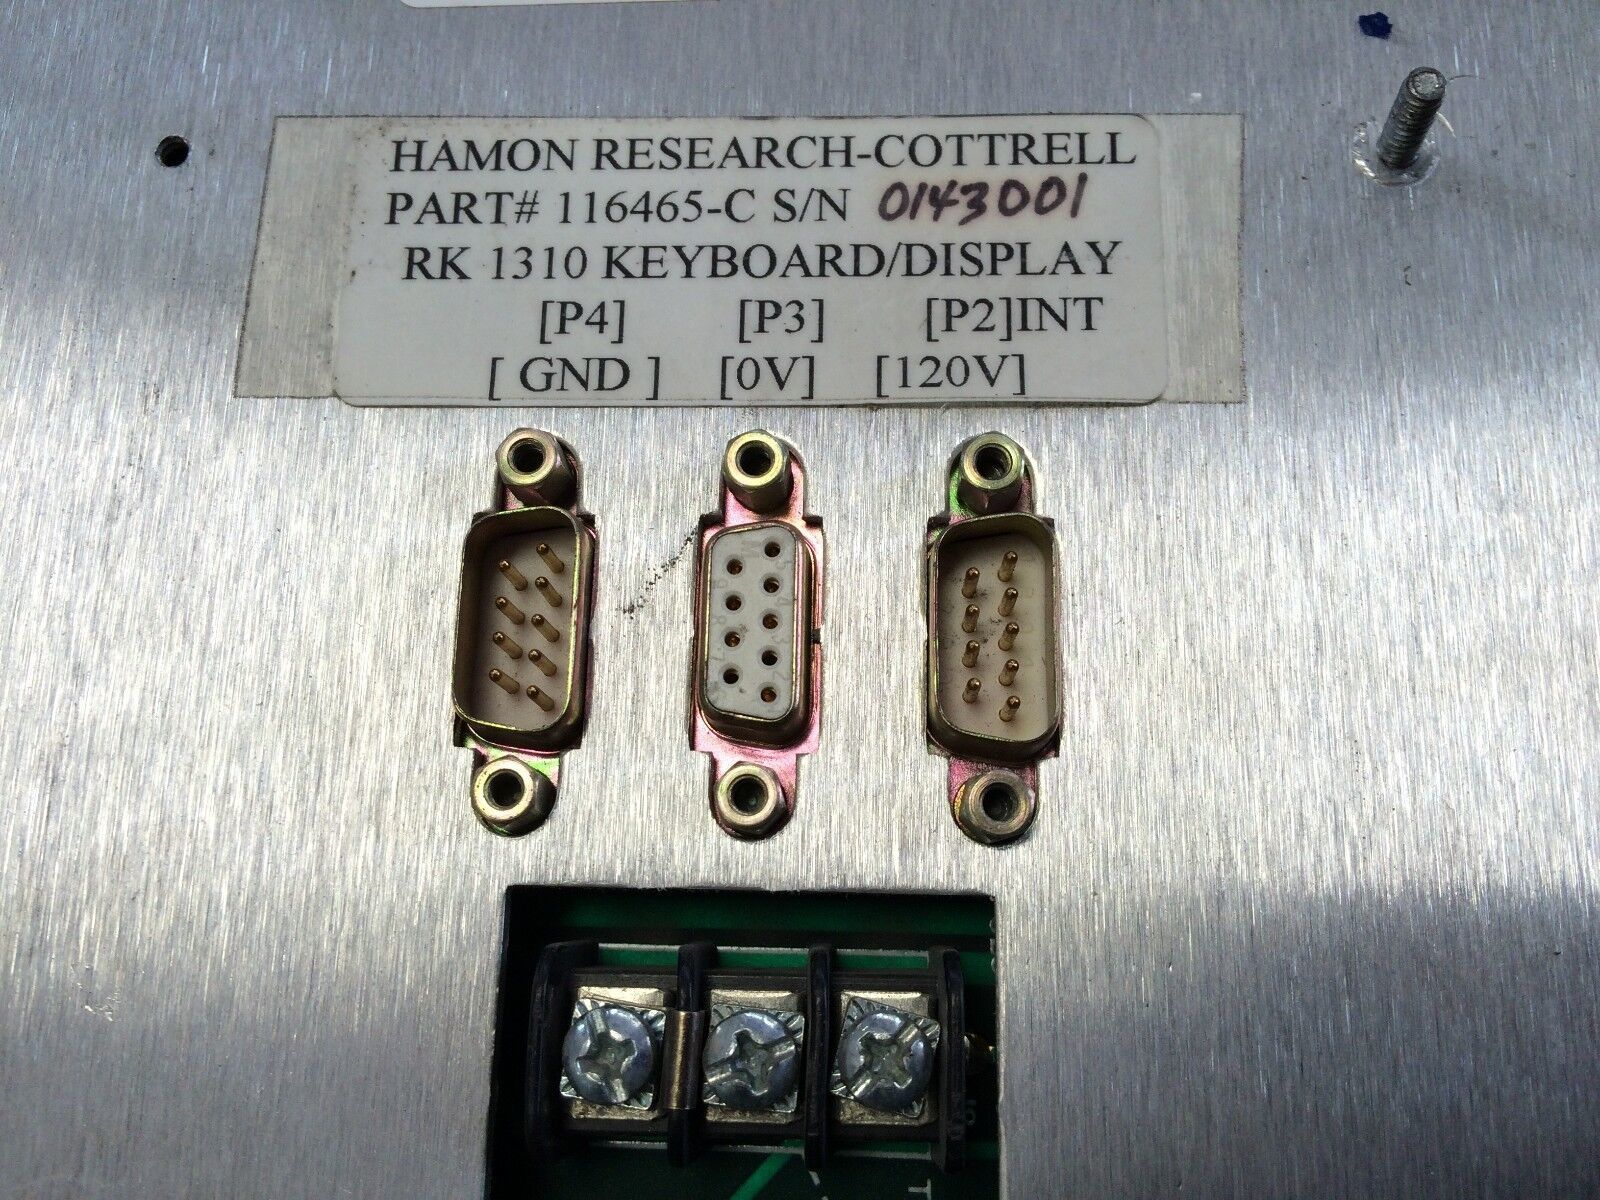 HAMON RESEARCH-COTTRELL
PART# 116465-C S/N 0143001
RK 1310 KEYBOARD/DISPLAY
[P4] [P3] [P2]INT
[ GND ] [0V] [120V]